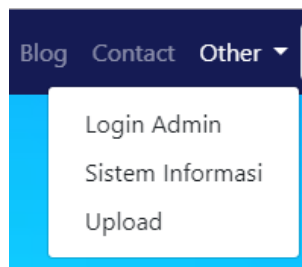 Blog Contact Other
Login Admin
Sistem Informasi
Upload